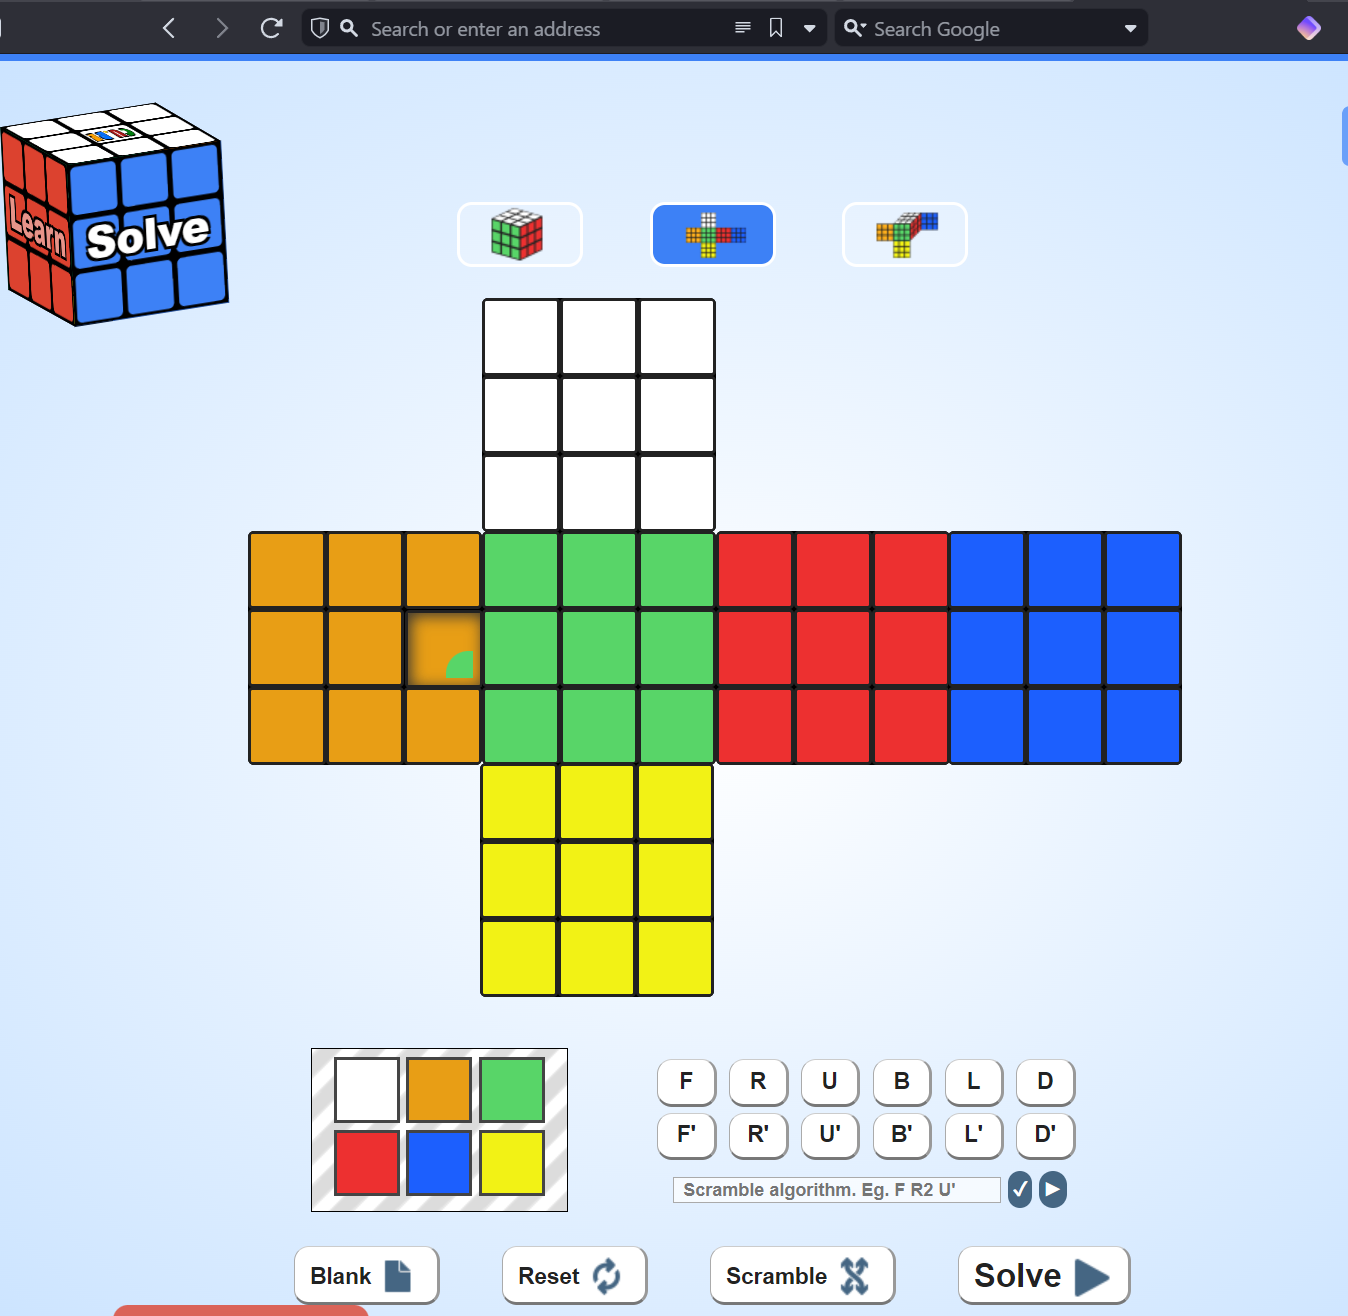 Search or enter an address
Search Google
Learn
Solve
F R U B L D
F' R' U' B' L' D'
Scramble algorithm. Eg. F R2 U'
Blank
Reset
Scramble
Solve